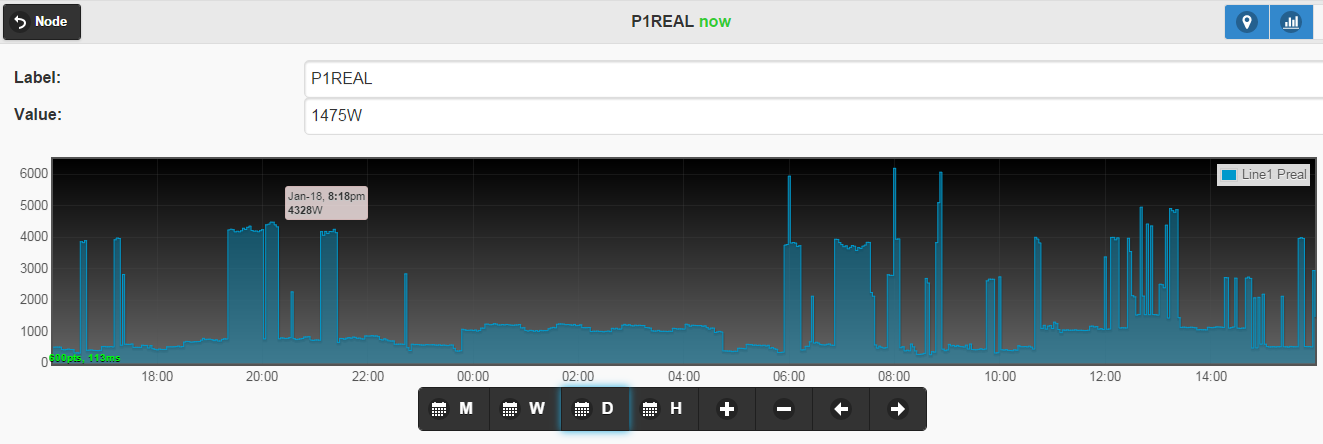 Node
P1REAL now
Label:
P1REAL
Value:
1475W
6000
5000
4000
3000
2000
1000
0
Line1 Preal
Jan-18, 8:18pm
4328W
600pts, 113ms
18:00 20:00 22:00 00:00 02:00 04:00 06:00 08:00 10:00 12:00 14:00
M W D H